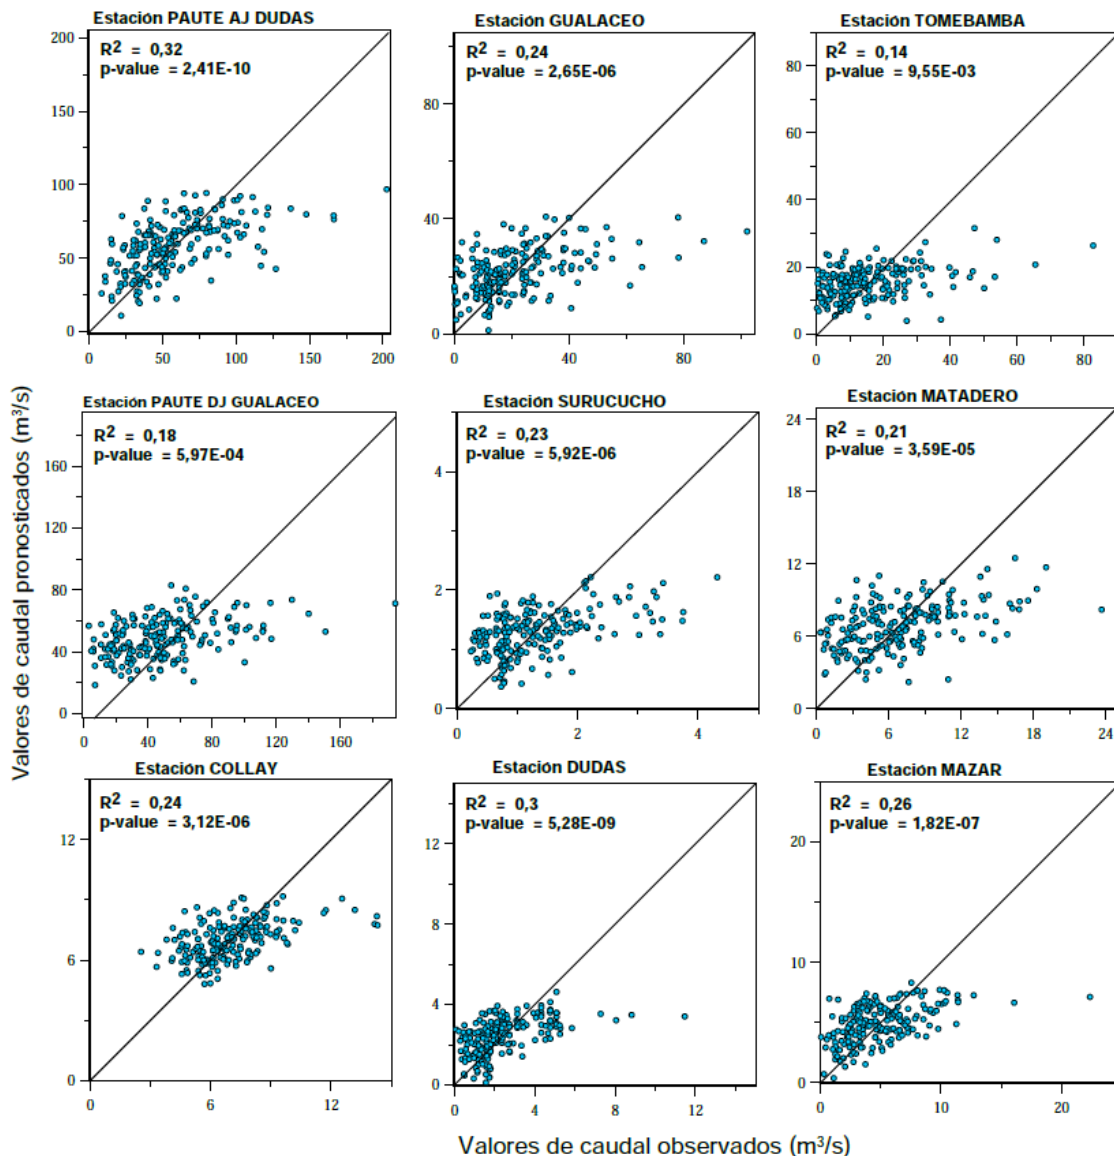 Estación PAUTE AJ DUDAS
R² = 0,32
p-value = 2,41E-10
200
150
100
50
0
0 50 100 150 200
Estación GUALACEO
R² = 0,24
p-value = 2,65E-06
80
40
0
0 40 80
Estación TOMEBAMBA
R² = 0,14
p-value = 9,55E-03
80
60
40
20
0
0 20 40 60 80
Valores de caudal pronosticados (m³/s)
Estación PAUTE DJ GUALACEO
R² = 0,18
p-value = 5,97E-04
160
120
80
40
0
0 40 80 120 160
Estación SURUCUCHO
R² = 0,23
p-value = 5,92E-06
4
2
0
0 2 4
Estación MATADERO
R² = 0,21
p-value = 3,59E-05
24
18
12
6
0
0 6 12 18 24
Estación COLLAY
R² = 0,24
p-value = 3,12E-06
12
6
0
0 6 12
Estación DUDAS
R² = 0,3
p-value = 5,28E-09
12
8
4
0
0 4 8 12
Estación MAZAR
R² = 0,26
p-value = 1,82E-07
20
10
0
0 10 20
Valores de caudal observados (m³/s)